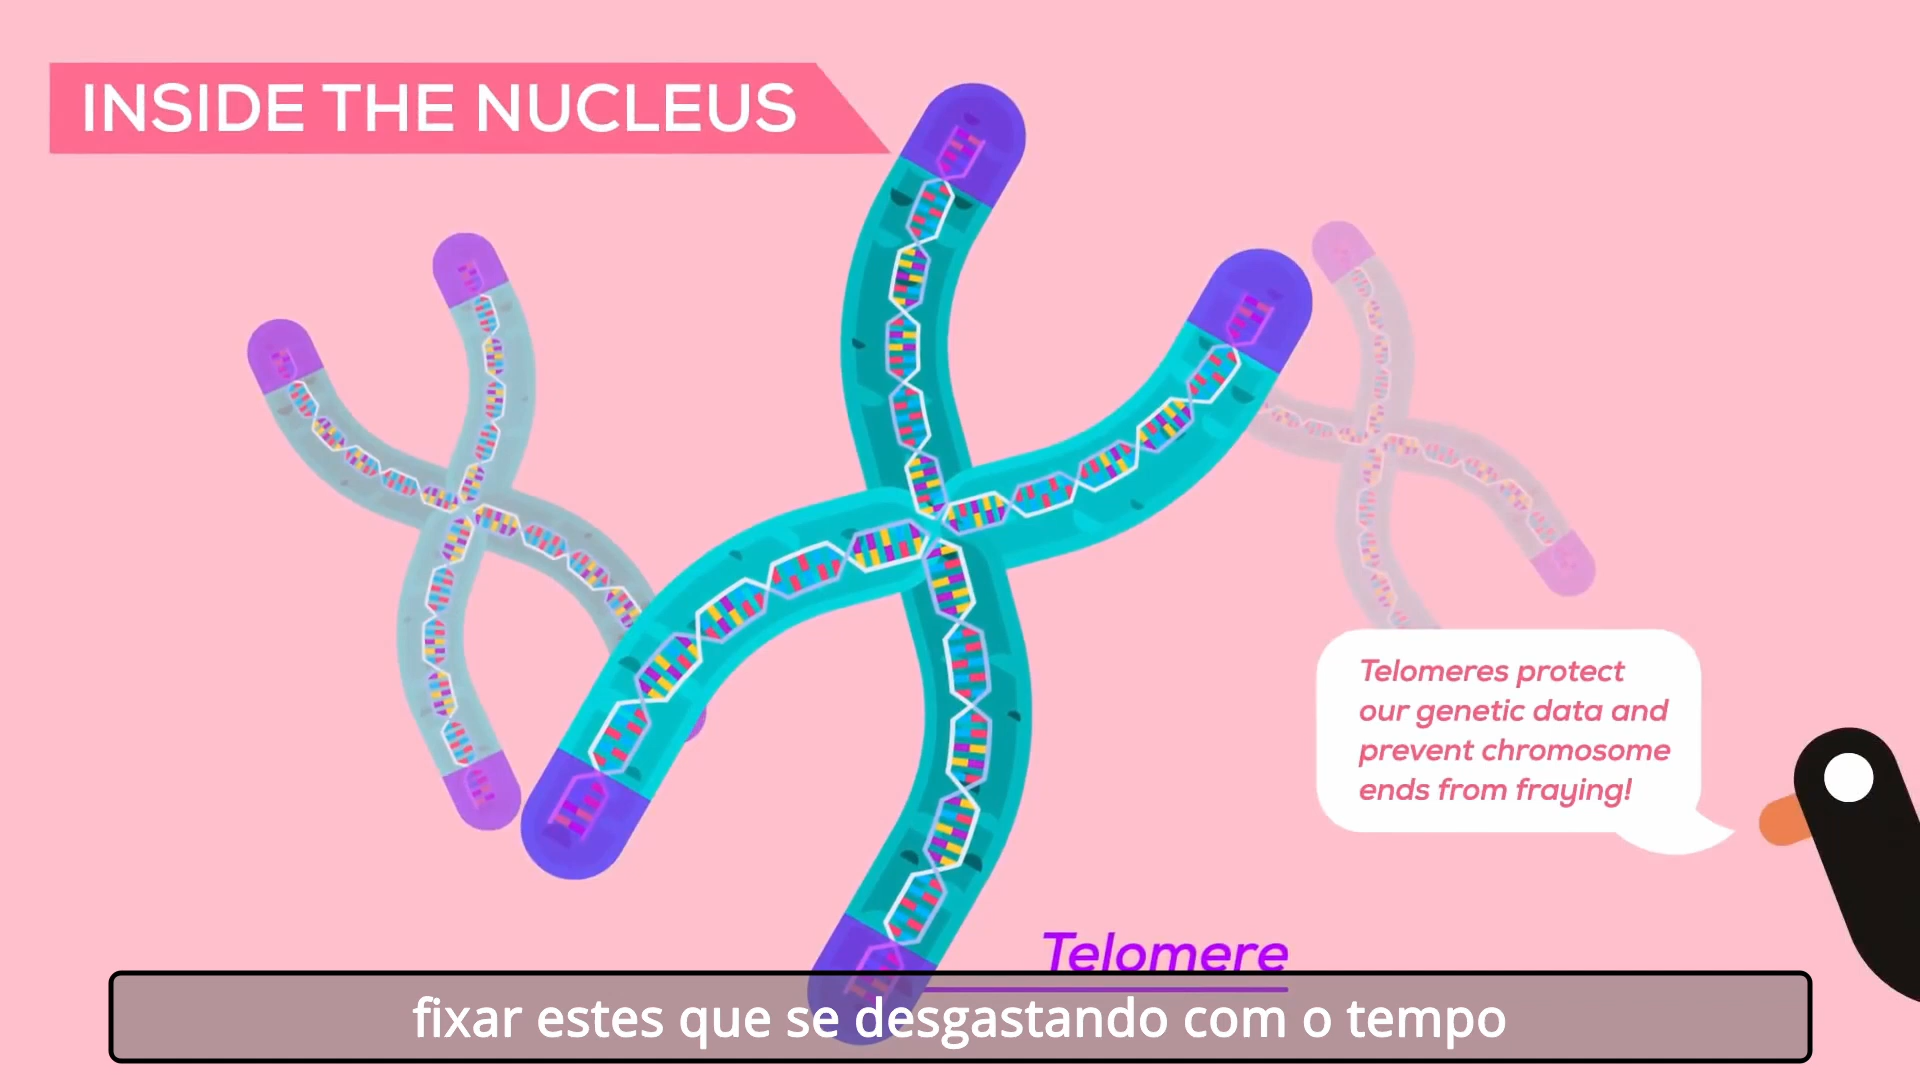 INSIDE THE NUCLEUS
Telomeres protect
our genetic data and
prevent chromosome
ends from fraying!
Telomere
fixar estes que se desgastando com o tempo